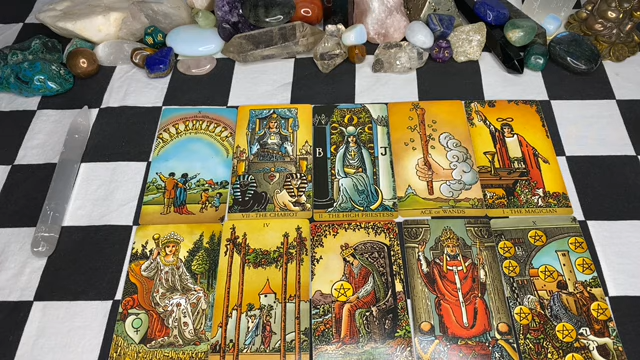 X
VII · THE CHARIOT
B
J
II · THE HIGH PRIESTESS
ACE OF WANDS
I · THE MAGICIAN
IV
X